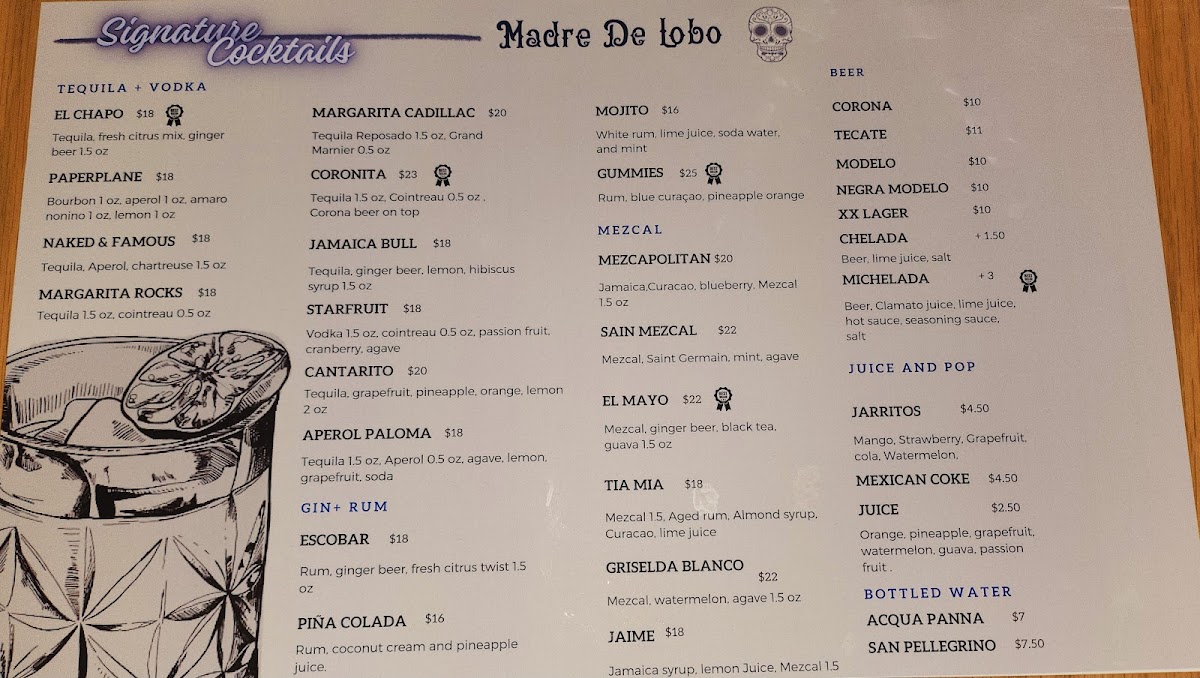 Signature
Cocktails
Madre De Lobo
TEQUILA + VODKA
EL CHAPO $18
Tequila, fresh citrus mix, ginger
beer 1.5 oz
PAPERPLANE $18
Bourbon 1 oz, aperol 1 oz, amaro
nonino 1 oz, lemon 1 oz
NAKED & FAMOUS $18
Tequila, Aperol, chartreuse 1.5 oz
MARGARITA ROCKS $18
Tequila 1.5 oz, cointreau 0.5 oz
MARGARITA CADILLAC $20
Tequila Reposado 1.5 oz, Grand
Marnier 0.5 oz
CORONITA $23
Tequila 1.5 oz, Cointreau 0.5 oz .
Corona beer on top
JAMAICA BULL $18
Tequila, ginger beer, lemon, hibiscus
syrup 1.5 oz
STARFRUIT $18
Vodka 1.5 oz, cointreau 0.5 oz, passion fruit,
cranberry, agave
CANTARITO $20
Tequila, grapefruit, pineapple, orange, lemon
2 oz
APEROL PALOMA $18
Tequila 1.5 oz, Aperol 0.5 oz, agave, lemon,
grapefruit, soda
GIN+ RUM
ESCOBAR $18
Rum, ginger beer, fresh citrus twist 1.5
oz
PIÑA COLADA $16
Rum, coconut cream and pineapple
juice.
MOJITO $16
White rum, lime juice, soda water,
and mint
GUMMIES $25
Rum, blue curaçao, pineapple orange
MEZCAL
MEZCAPOLITAN $20
Jamaica,Curacao, blueberry, Mezcal
1.5 oz
SAIN MEZCAL $22
Mezcal, Saint Germain, mint, agave
EL MAYO $22
Mezcal, ginger beer, black tea,
guava 1.5 oz
TIA MIA $18
Mezcal 1.5, Aged rum, Almond syrup,
Curacao, lime juice
GRISELDA BLANCO
$22
Mezcal, watermelon, agave 1.5 oz
JAIME $18
Jamaica syrup, lemon Juice, Mezcal 1.5
BEER
CORONA $10
TECATE $11
MODELO $10
NEGRA MODELO $10
XX LAGER $10
CHELADA + 1.50
Beer, lime juice, salt
MICHELADA + 3
Beer, Clamato juice, lime juice,
hot sauce, seasoning sauce,
salt
JUICE AND POP
JARRITOS $4.50
Mango, Strawberry, Grapefruit,
cola, Watermelon,
MEXICAN COKE $4.50
JUICE $2.50
Orange, pineapple, grapefruit,
watermelon, guava, passion
fruit .
BOTTLED WATER
ACQUA PANNA $7
SAN PELLEGRINO $7.50